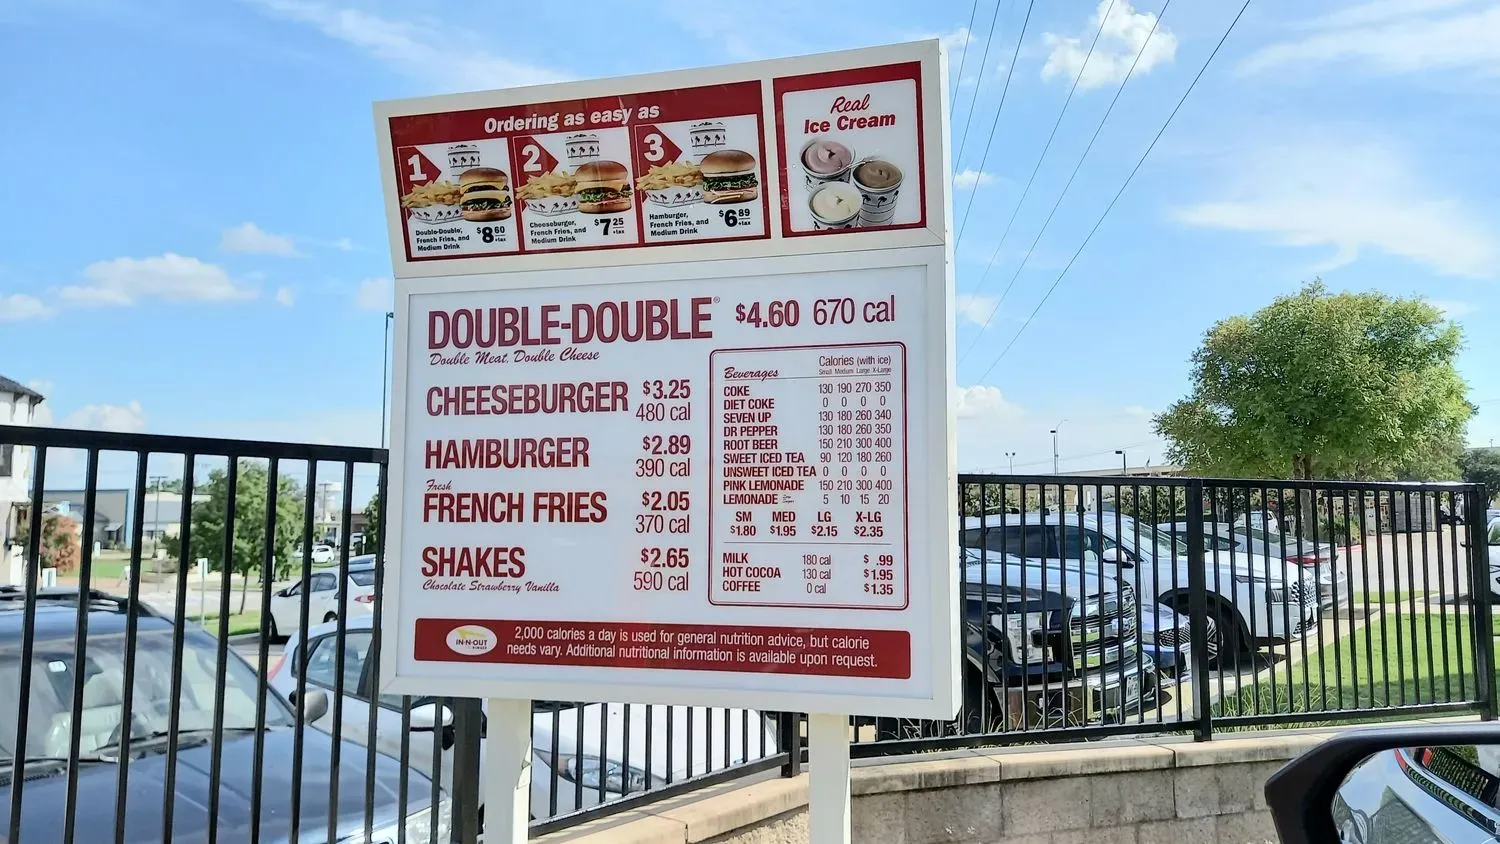 Ordering as easy as
1
Double-Double,
French Fries, and
Medium Drink
$8 60
+tax
2
Cheeseburger,
French Fries, and
Medium Drink
$7 25
+tax
3
Hamburger,
French Fries, and
Medium Drink
$6 89
+tax
Real
Ice Cream
DOUBLE-DOUBLE® $4.60 670 cal
Double Meat, Double Cheese
CHEESEBURGER $3.25
480 cal
HAMBURGER $2.89
390 cal
Fresh
FRENCH FRIES $2.05
370 cal
SHAKES $2.65
590 cal
Chocolate Strawberry Vanilla
Beverages Calories (with ice)
Small Medium Large X-Large
COKE 130 190 270 350
DIET COKE 0 0 0 0
SEVEN UP 130 180 260 340
DR PEPPER 130 180 260 350
ROOT BEER 150 210 300 400
SWEET ICED TEA 90 120 180 260
UNSWEET ICED TEA 0 0 0 0
PINK LEMONADE 150 210 300 400
LEMONADE 5 10 15 20
SM MED LG X-LG
$1.80 $1.95 $2.15 $2.35
MILK 180 cal $ .99
HOT COCOA 130 cal $1.95
COFFEE 0 cal $1.35
IN-N-OUT
BURGER
2,000 calories a day is used for general nutrition advice, but calorie
needs vary. Additional nutritional information is available upon request.